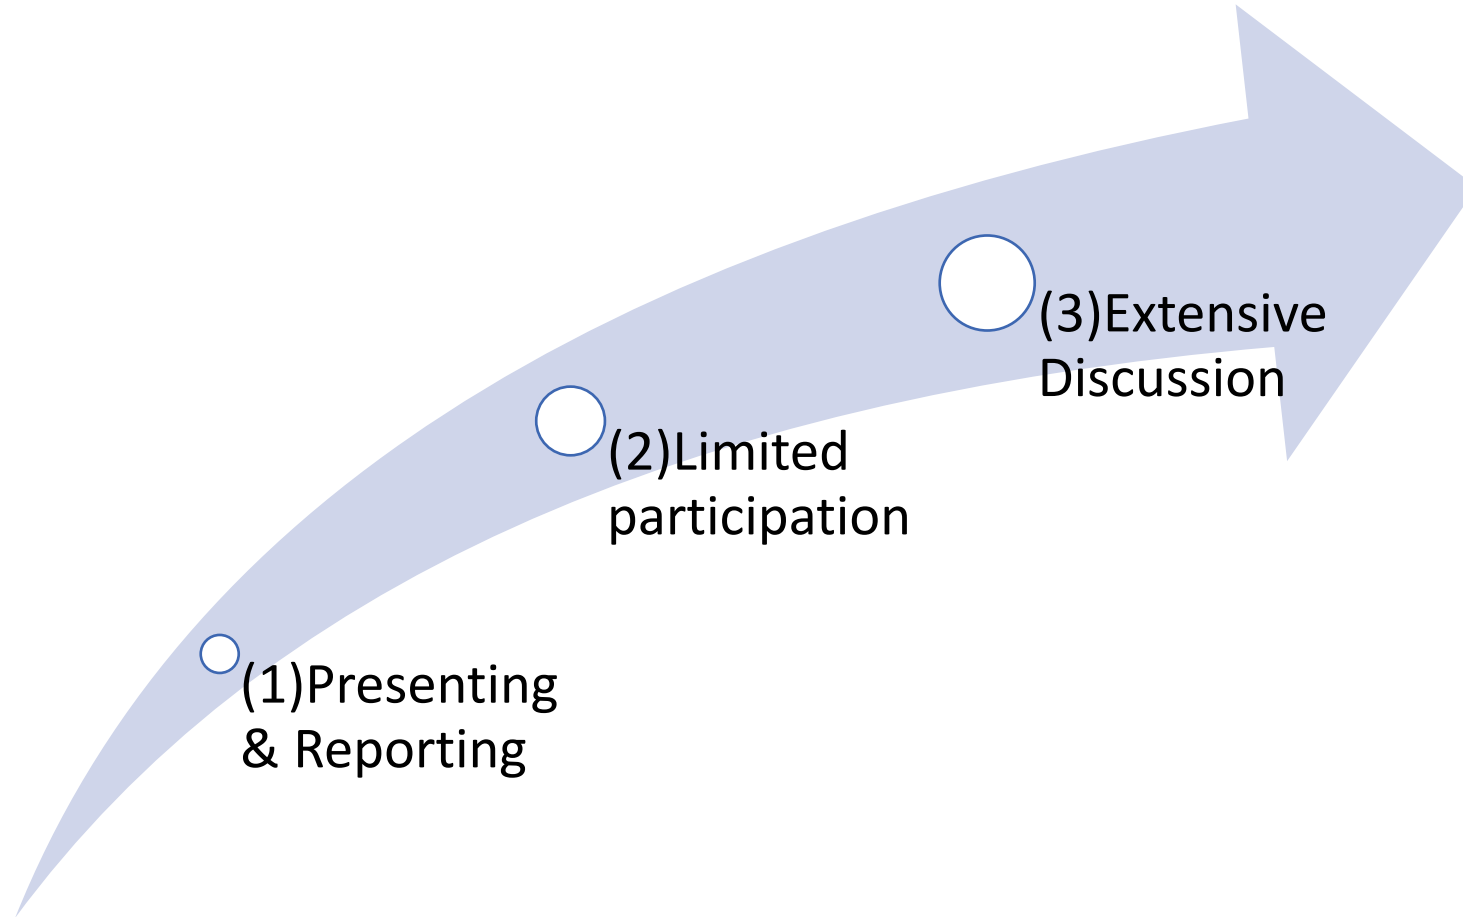 (3)Extensive
Discussion
(2)Limited
participation
(1)Presenting
& Reporting